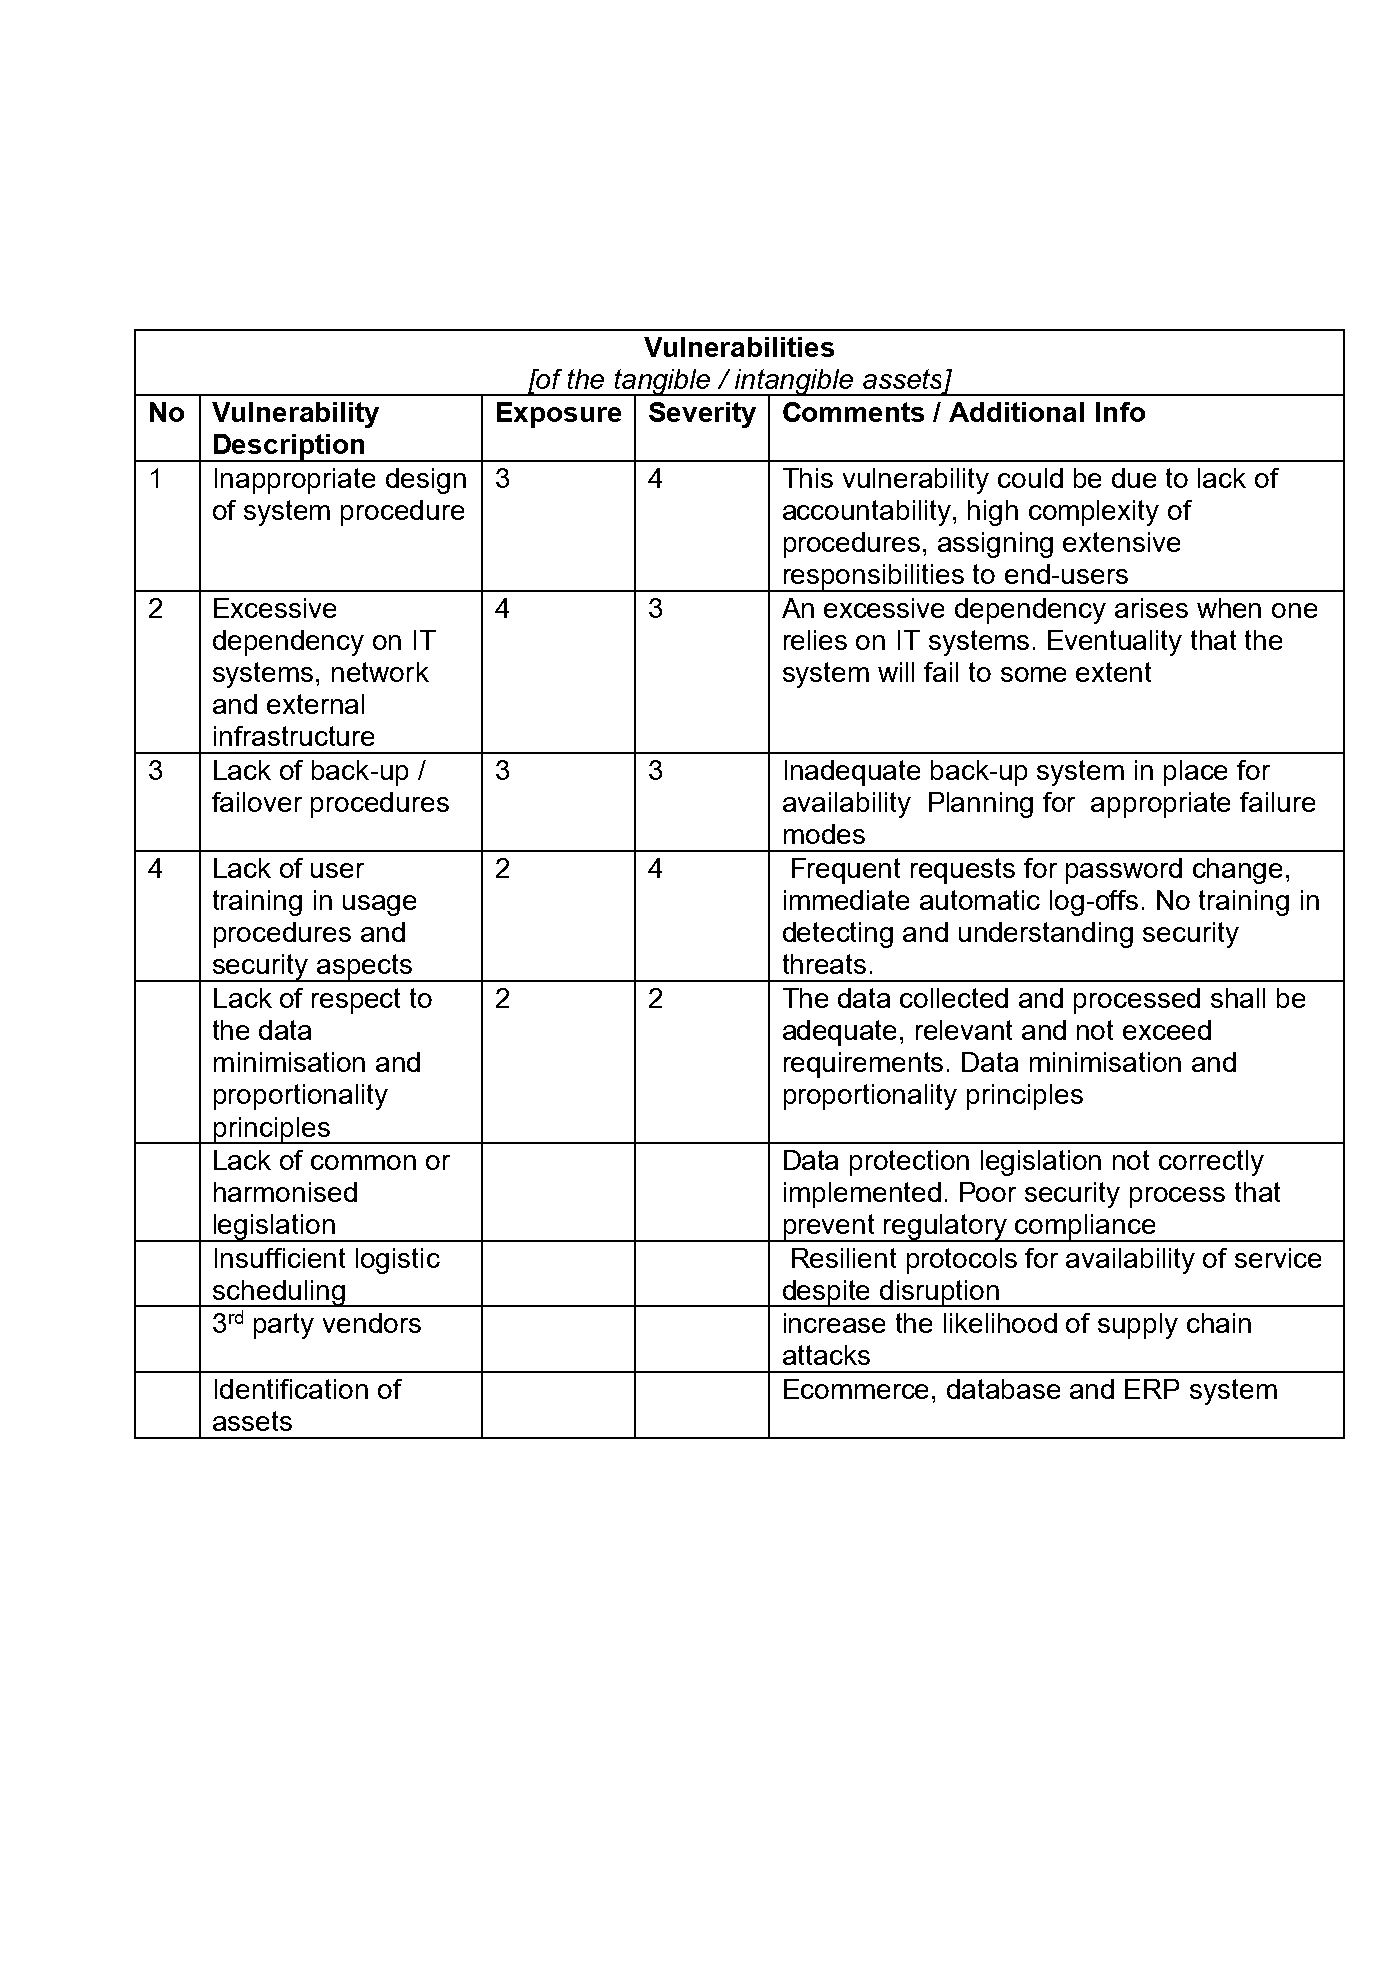 Vulnerabilities
[of the tangible / intangible assets]
No Vulnerability Description Exposure Severity Comments / Additional Info
1 Inappropriate design 3 4 This vulnerability could be due to lack of
of system procedure accountability, high complexity of
procedures, assigning extensive
responsibilities to end-users
2 Excessive 4 3 An excessive dependency arises when one
dependency on IT relies on IT systems. Eventuality that the
systems, network system will fail to some extent
and external
infrastructure
3 Lack of back-up / 3 3 Inadequate back-up system in place for
failover procedures availability  Planning for  appropriate failure
modes
4 Lack of user 2 4 Frequent requests for password change,
training in usage immediate automatic log-offs. No training in
procedures and detecting and understanding security
security aspects threats.
Lack of respect to 2 2 The data collected and processed shall be
the data adequate, relevant and not exceed
minimisation and requirements. Data minimisation and
proportionality proportionality principles
principles
Lack of common or Data protection legislation not correctly
harmonised implemented. Poor security process that
legislation prevent regulatory compliance
Insufficient logistic Resilient protocols for availability of service
scheduling despite disruption
3rd party vendors increase the likelihood of supply chain
attacks
Identification of Ecommerce, database and ERP system
assets